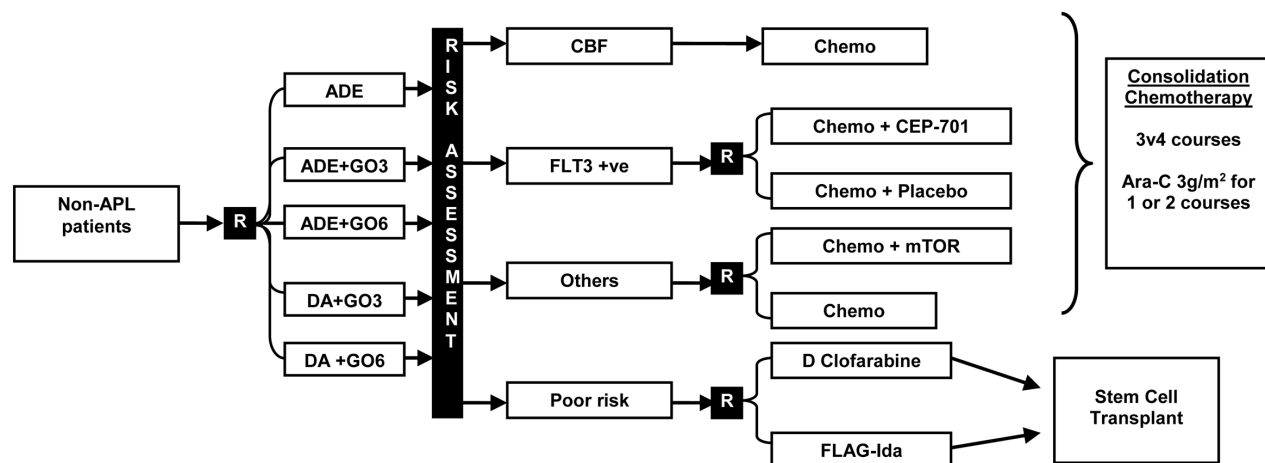 Non-APL
patients
R
ADE
ADE+GO3
ADE+GO6
DA+GO3
DA +GO6
RISK ASSESSMENT
CBF
Chemo
FLT3 +ve
R
Chemo + CEP-701
Chemo + Placebo
Others
R
Chemo + mTOR
Chemo
Poor risk
R
D Clofarabine
FLAG-Ida
Consolidation
Chemotherapy
3v4 courses
Ara-C 3g/m² for
1 or 2 courses
Stem Cell
Transplant